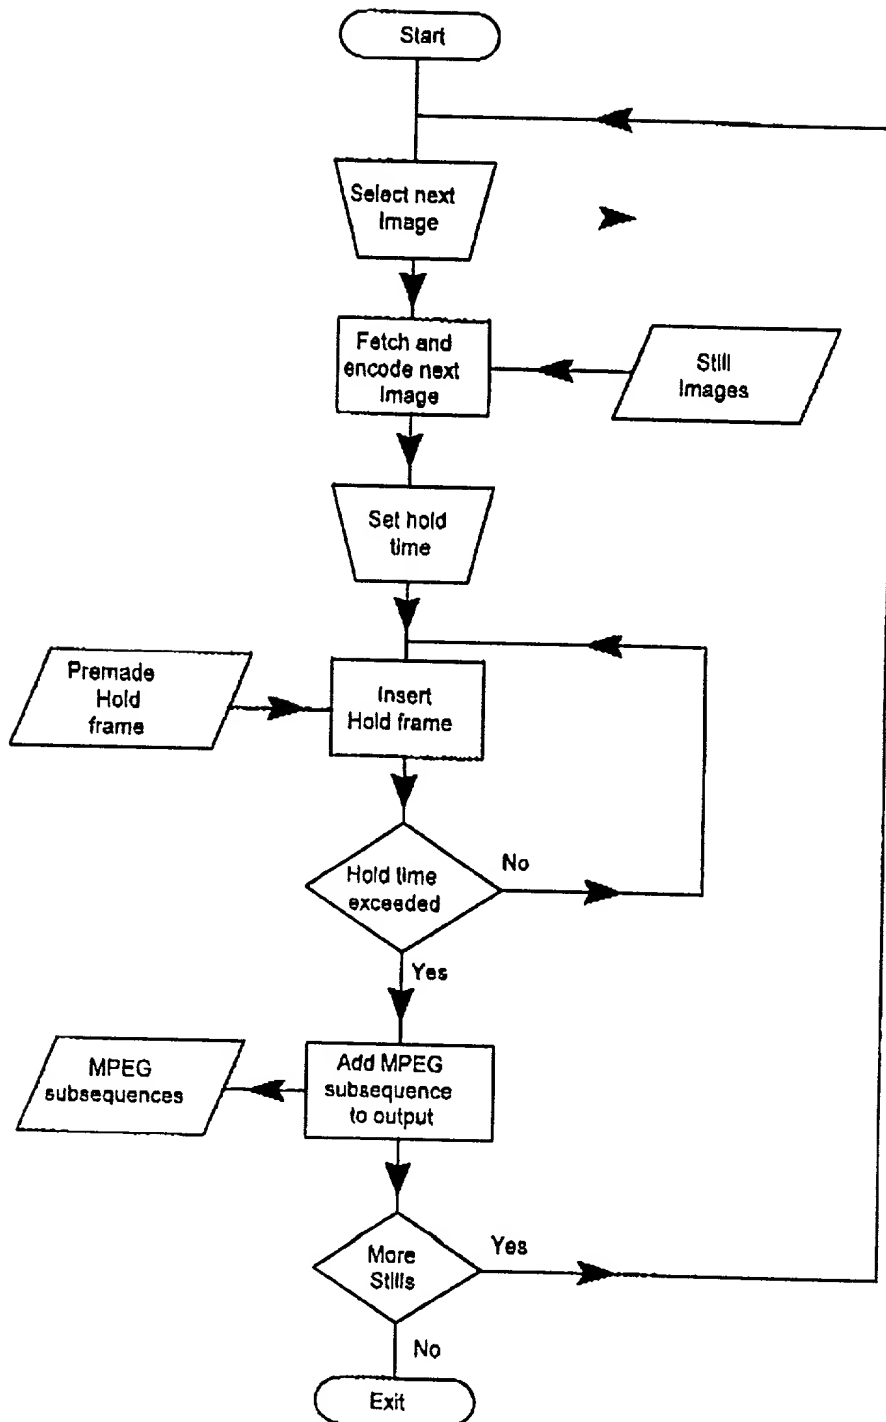 Start
Select next
Image
Fetch and
encode next
Image
Still
Images
Set hold
time
Premade
Hold
frame
Insert
Hold frame
Hold time
exceeded
No
Yes
MPEG
subsequences
Add MPEG
subsequence
to output
More
Stills
Yes
No
Exit